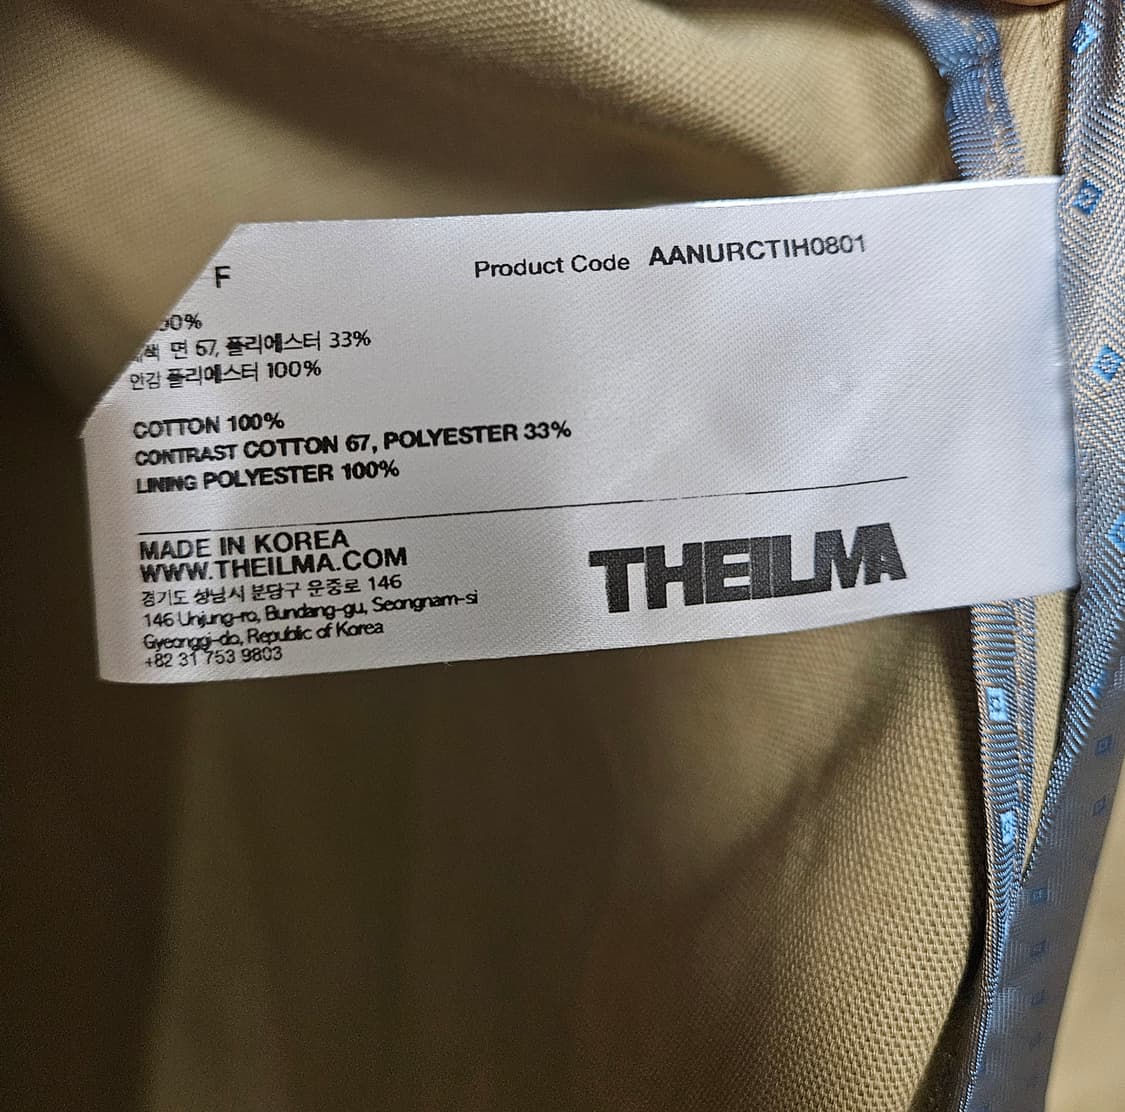 F
Product Code AANURCTIH0801
00%
색 면 67, 폴리에스터 33%
안감 폴리에스터 100%
COTTON 100%
CONTRAST COTTON 67, POLYESTER 33%
LINING POLYESTER 100%
MADE IN KOREA
WWW.THEILMA.COM
경기도 성남시 분당구 운중로 146
146 Unjung-ro, Bundang-gu, Seongnam-si
Gyeonggi-do, Republic of Korea
+82 31 753 9803
THEILMA